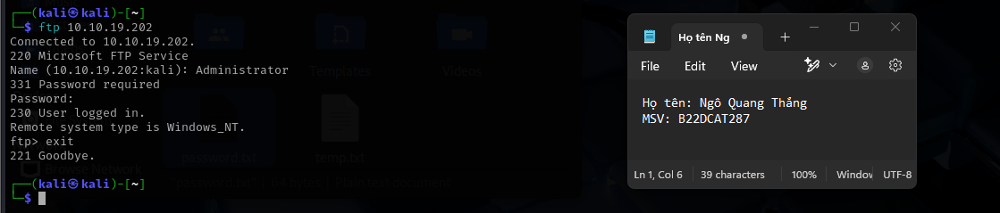 ┌──(kali㉿kali)-[~]
└─$ ftp 10.10.19.202
Connected to 10.10.19.202.
220 Microsoft FTP Service
Name (10.10.19.202:kali): Administrator
331 Password required
Password:
230 User logged in.
Remote system type is Windows_NT.
ftp> exit
221 Goodbye.
┌──(kali㉿kali)-[~]
└─$
Templates
Videos
Browse Network
password.txt
temp.txt
Họ tên Ng
File Edit View
Họ tên: Ngô Quang Thắng
MSV: B22DCAT287
Ln 1, Col 6 39 characters 100% Window UTF-8